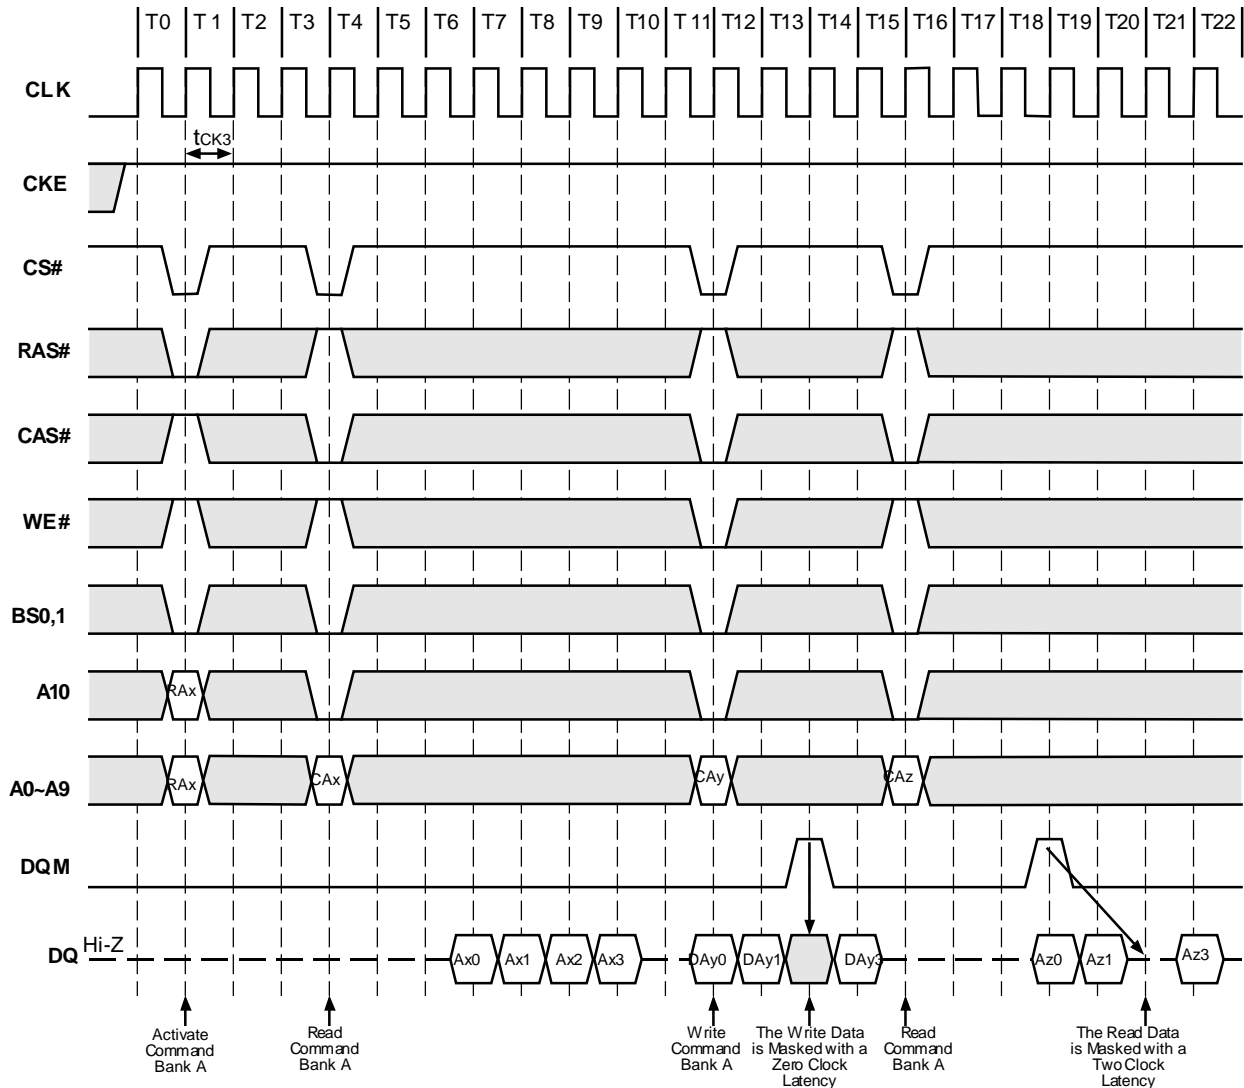 T0 T1 T2 T3 T4 T5 T6 T7 T8 T9 T10 T11 T12 T13 T14 T15 T16 T17 T18 T19 T20 T21 T22
CLK
tCK3
CKE
CS#
RAS#
CAS#
WE#
BS0,1
A10 RAx
A0~A9 RAx CAx CAy CAz
DQM
DQ Hi-Z Ax0 Ax1 Ax2 Ax3 DAy0 DAy1 DAy3 Az0 Az1 Az3
Activate
Command
Bank A
Read
Command
Bank A
Write
Command
Bank A
The Write Data
is Masked with a
Zero Clock
Latency
Read
Command
Bank A
The Read Data
is Masked with a
Two Clock
Latency